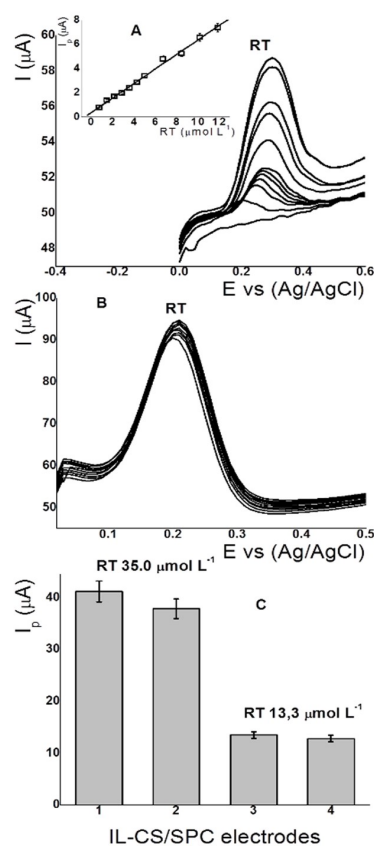 A
I p (μA)
8
6
4
2
0
0 2 4 6 8 10 12
RT (μmol L-1)
RT
I (μA)
60
58
56
54
52
50
48
-0.4 -0.2 0.0 0.2 0.4 0.6
E vs (Ag/AgCl)
B
RT
I (μA)
100
90
80
70
60
50
0.1 0.2 0.3 0.4 0.5
E vs (Ag/AgCl)
RT 35.0 μmol L-1
C
RT 13,3 μmol L-1
Ip (μA)
40
30
20
10
0
1 2 3 4
IL-CS/SPC electrodes